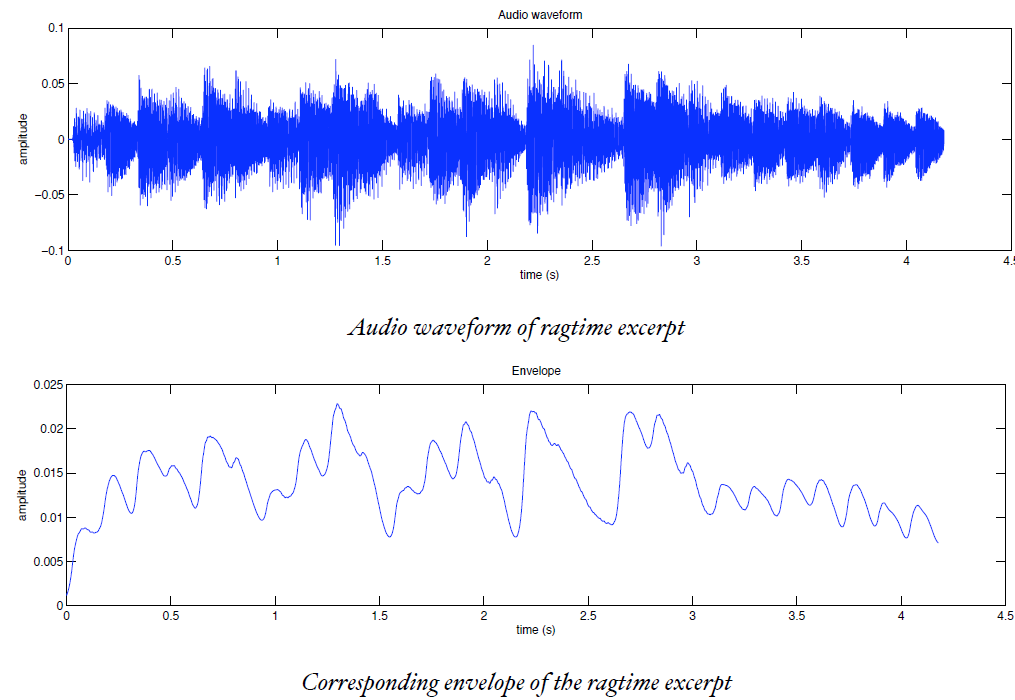 Audio waveform
0.1
0.05
0
−0.05
−0.1
amplitude
0 0.5 1 1.5 2 2.5 3 3.5 4 4.5
time (s)
Audio waveform of ragtime excerpt
Envelope
0.025
0.02
0.015
0.01
0.005
0
amplitude
0 0.5 1 1.5 2 2.5 3 3.5 4 4.5
time (s)
Corresponding envelope of the ragtime excerpt